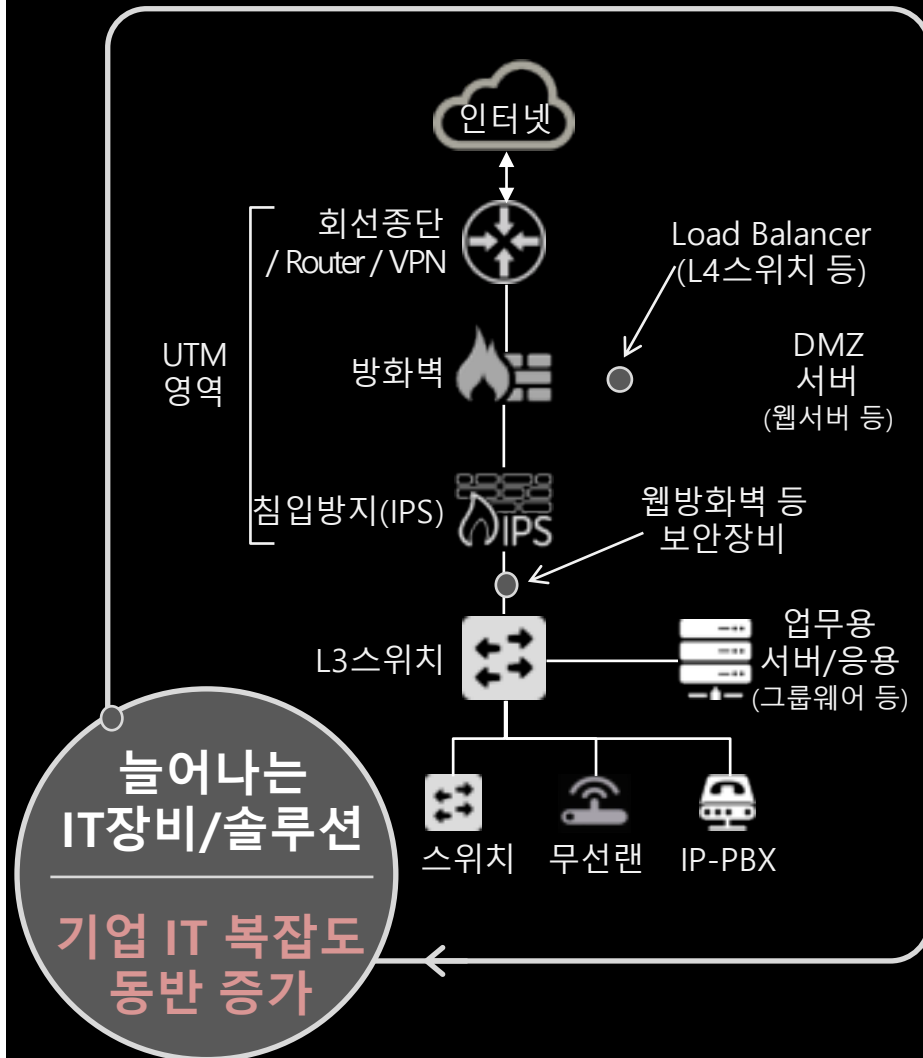 인터넷
회선종단
/ Router / VPN
Load Balancer
(L4스위치 등)
UTM
영역
방화벽
DMZ
서버
(웹서버 등)
침입방지(IPS)
IPS
웹방화벽 등
보안장비
L3스위치
업무용
서버/응용
(그룹웨어 등)
스위치
무선랜
IP-PBX
늘어나는
IT장비/솔루션
기업 IT 복잡도
동반 증가